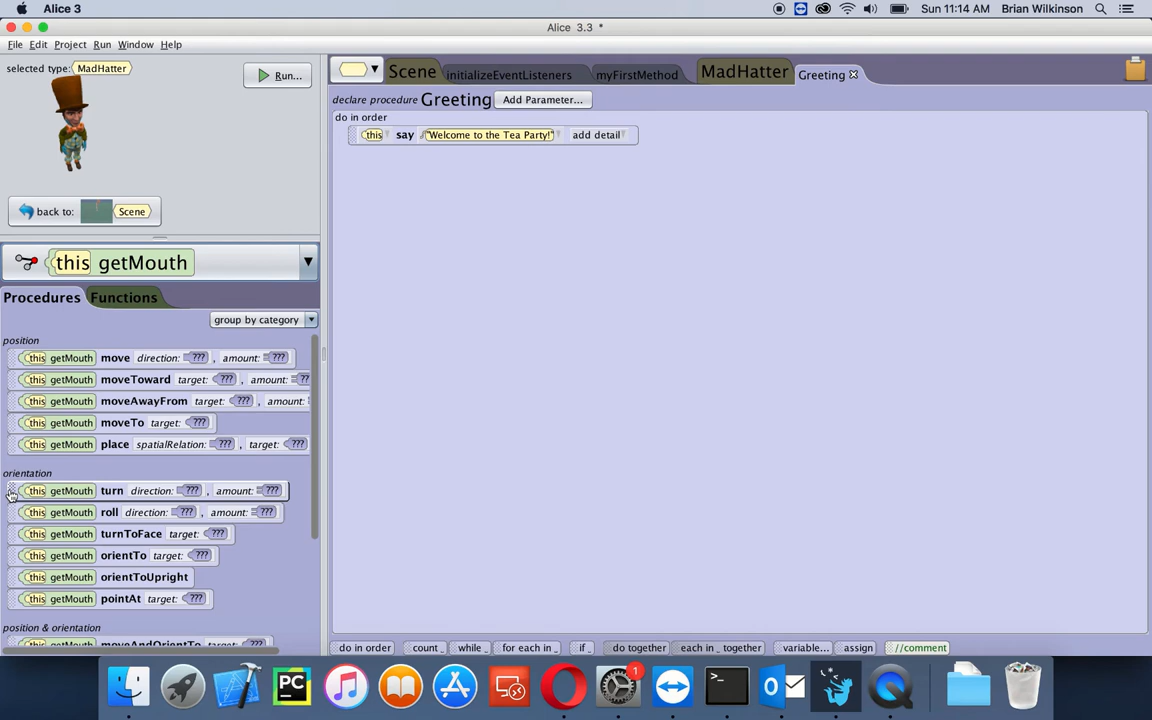 Alice 3
Sun 11:14 AM
Brian Wilkinson
Alice 3.3 *
File Edit Project Run Window Help
selected type: MadHatter
Run...
back to: Scene
this getMouth
Procedures Functions
group by category
position
this getMouth move direction: ??? , amount: ???
this getMouth moveToward target: ??? , amount: ??
this getMouth moveAwayFrom target: ??? , amount:
this getMouth moveTo target: ???
this getMouth place spatialRelation: ??? , target: ???
orientation
this getMouth turn direction: ??? , amount: ???
this getMouth roll direction: ??? , amount: ???
this getMouth turnToFace target: ???
this getMouth orientTo target: ???
this getMouth orientToUpright
this getMouth pointAt target: ???
position & orientation
this getMouth moveAndOrientTo target: ???
Scene initializeEventListeners myFirstMethod MadHatter Greeting
declare procedure Greeting Add Parameter...
do in order
this say "Welcome to the Tea Party!" add detail
do in order count _ while _ for each in _ if _ do together each in _ together variable... assign //comment
PC
1
>_